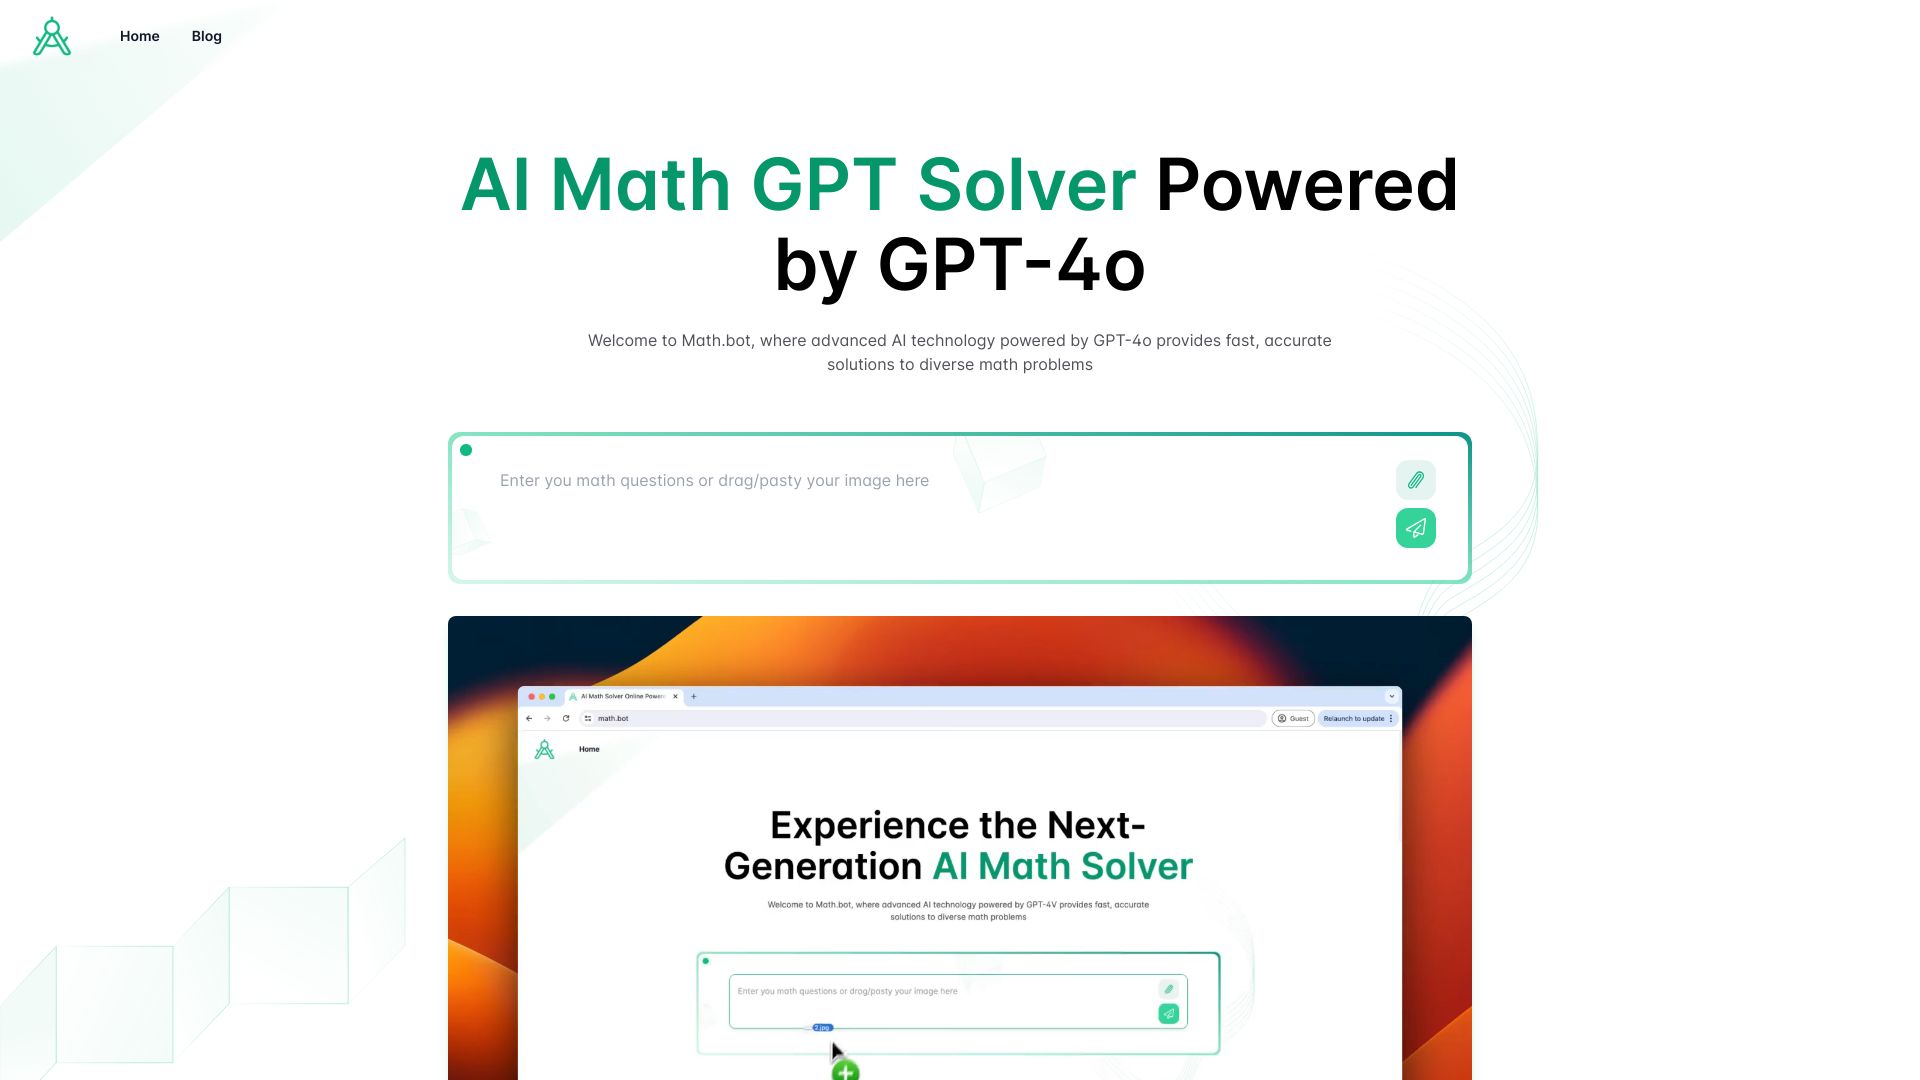 Home Blog
AI Math GPT Solver Powered
by GPT-4o
Welcome to Math.bot, where advanced AI technology powered by GPT-4o provides fast, accurate
solutions to diverse math problems
Enter you math questions or drag/pasty your image here
AI Math Solver Online Powere
math.bot Guest Relaunch to update
Home
Experience the Next-
Generation AI Math Solver
Welcome to Math.bot, where advanced AI technology powered by GPT-4V provides fast, accurate
solutions to diverse math problems
Enter you math questions or drag/pasty your image here
2.jpg